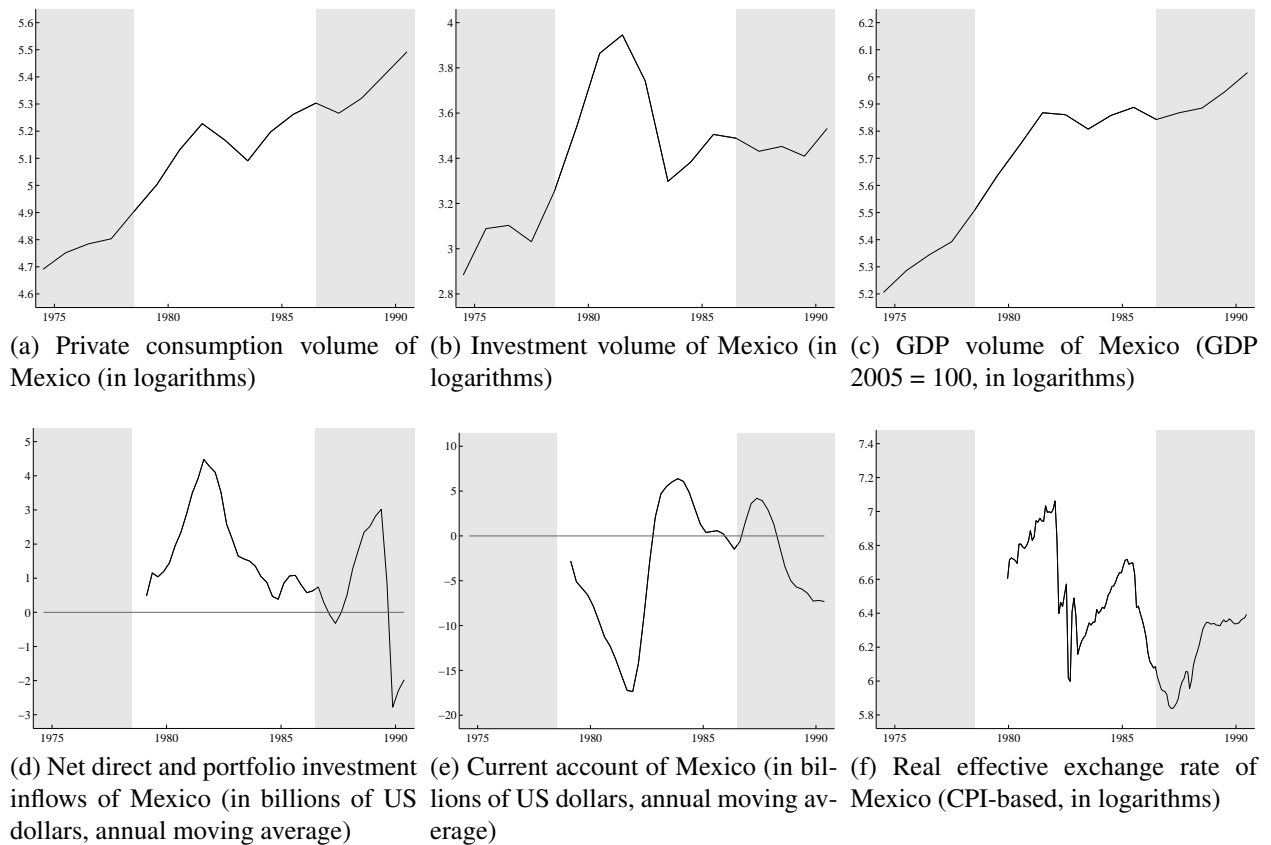 5.6
5.5
5.4
5.3
5.2
5.1
5
4.9
4.8
4.7
4.6
1975 1980 1985 1990
(a) Private consumption volume of
Mexico (in logarithms)
4
3.8
3.6
3.4
3.2
3
2.8
1975 1980 1985 1990
(b) Investment volume of Mexico (in
logarithms)
6.2
6.1
6
5.9
5.8
5.7
5.6
5.5
5.4
5.3
5.2
1975 1980 1985 1990
(c) GDP volume of Mexico (GDP
2005 = 100, in logarithms)
5
4
3
2
1
0
−1
−2
−3
1975 1980 1985 1990
(d) Net direct and portfolio investment
inflows of Mexico (in billions of US
dollars, annual moving average)
10
5
0
−5
−10
−15
−20
1975 1980 1985 1990
(e) Current account of Mexico (in bil-
lions of US dollars, annual moving av-
erage)
7.4
7.2
7
6.8
6.6
6.4
6.2
6
5.8
1975 1980 1985 1990
(f) Real effective exchange rate of
Mexico (CPI-based, in logarithms)